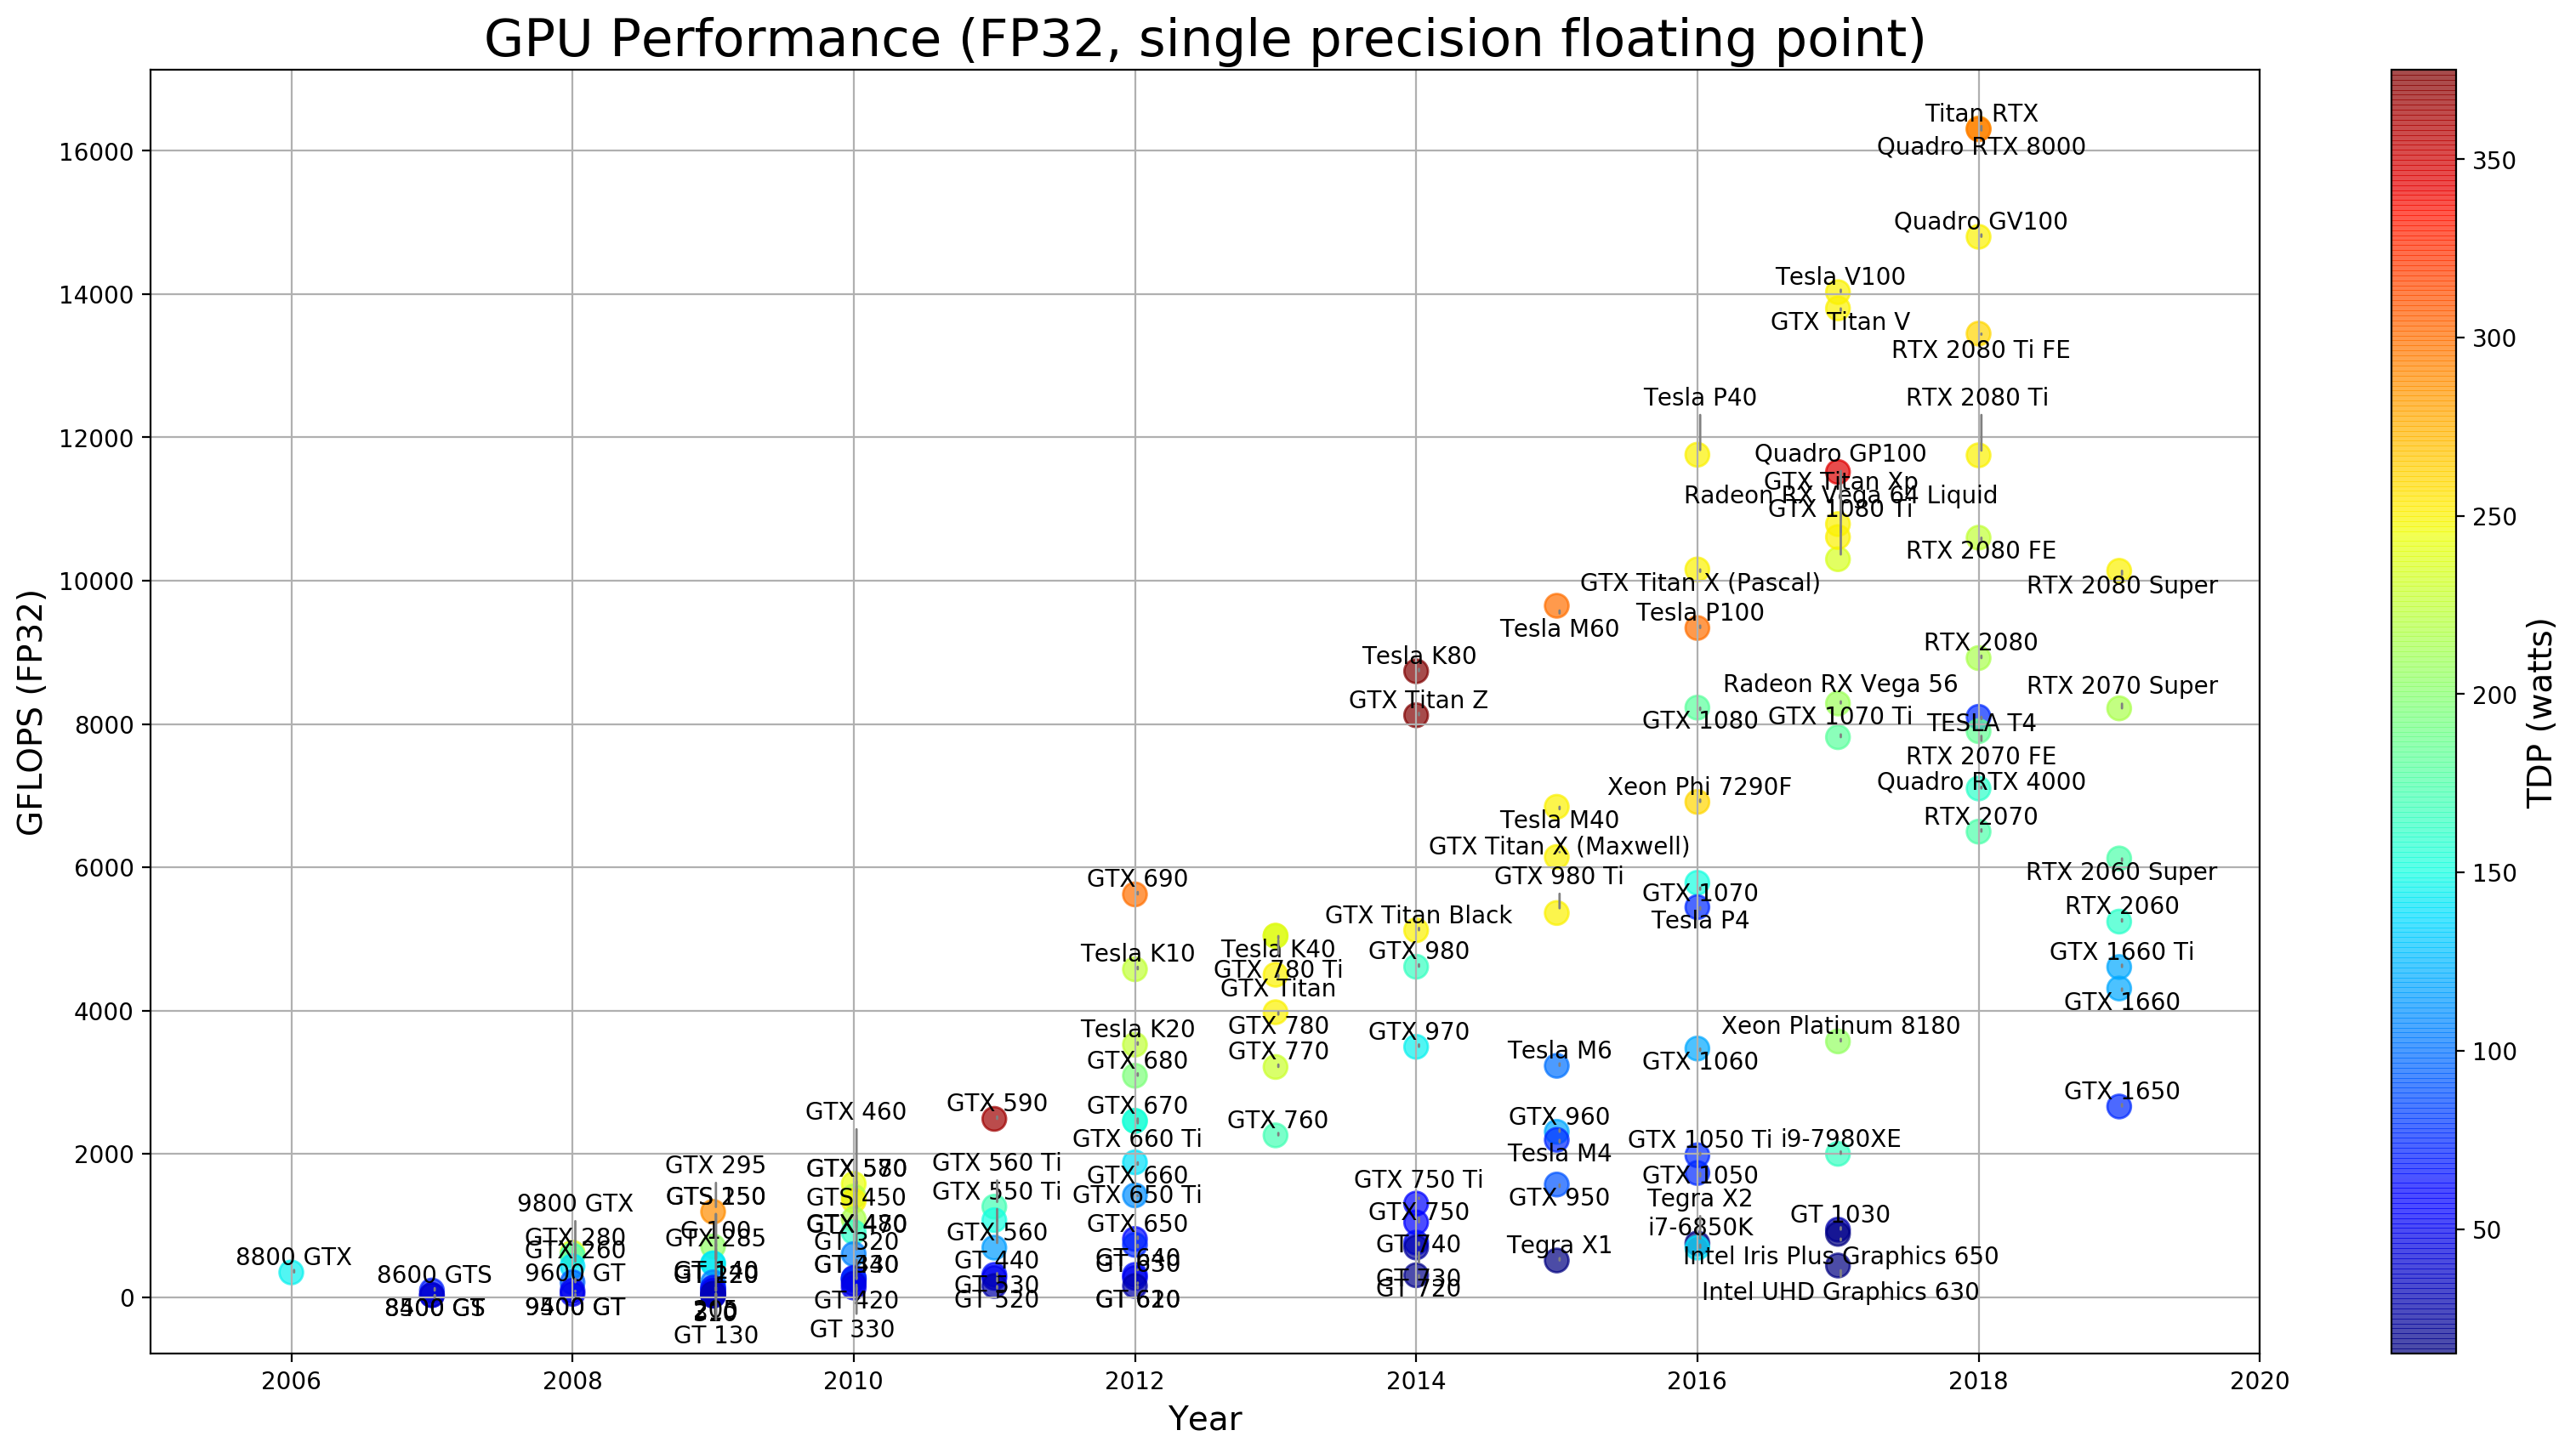 GPU Performance (FP32, single precision floating point)
GFLOPS (FP32)
16000
14000
12000
10000
8000
6000
4000
2000
0
8800 GTX
8600 GTS
9800 GTX
GTX 280
GTX 260
9600 GT
GTX 295
GTS 250
GTX 285
GT 130
GTX 460
GTS 450
GT 320
GT 420
GT 330
GTX 590
GTX 560 Ti
GTX 550 Ti
GTX 560
GT 440
GT 530
GT 520
GTX 690
Tesla K10
Tesla K20
GTX 680
GTX 670
GTX 660 Ti
GTX 660
GTX 650 Ti
GTX 650
GT 640
GT 630
Tesla K40
GTX 780 Ti
GTX Titan
GTX 780
GTX 770
GTX 760
Tesla K80
GTX Titan Z
GTX Titan Black
GTX 980
GTX 970
GTX 750 Ti
GTX 750
GT 740
GT 730
GT 720
Tesla M60
Tesla M40
GTX Titan X (Maxwell)
GTX 980 Ti
Tesla M6
GTX 960
Tesla M4
GTX 950
Tegra X1
Tesla P40
GTX Titan X (Pascal)
Tesla P100
GTX 1080
Xeon Phi 7290F
GTX 1070
Tesla P4
GTX 1060
GTX 1050 Ti
GTX 1050
Tegra X2
i7-6850K
Tesla V100
GTX Titan V
Quadro GP100
GTX Titan Xp
Radeon RX Vega 64 Liquid
GTX 1080 Ti
Radeon RX Vega 56
GTX 1070 Ti
Xeon Platinum 8180
i9-7980XE
GT 1030
Intel Iris Plus Graphics 650
Intel UHD Graphics 630
Titan RTX
Quadro RTX 8000
Quadro GV100
RTX 2080 Ti FE
RTX 2080 Ti
RTX 2080 FE
RTX 2080
TESLA T4
RTX 2070 FE
Quadro RTX 4000
RTX 2070
RTX 2080 Super
RTX 2070 Super
RTX 2060 Super
RTX 2060
GTX 1660 Ti
GTX 1660
GTX 1650
2006
2008
2010
2012
2014
2016
2018
2020
Year
350
300
250
200
150
100
50
TDP (watts)